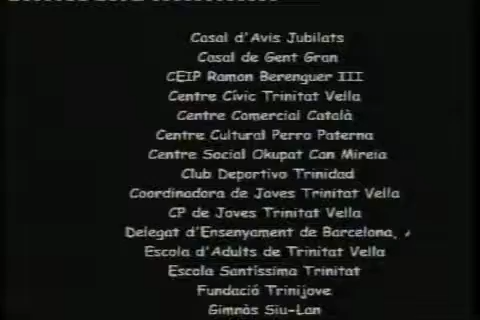 Casal d'Avis Jubilats
Casal de Gent Gran
CEIP Ramon Berenguer III
Centre Cívic Trinitat Vella
Centre Comercial Català
Centre Cultural Perro Paterna
Centre Social Okupat Can Mireia
Club Deportivo Trinidad
Coordinadora de Joves Trinitat Vella
CP de Joves Trinitat Vella
Delegat d'Ensenyament de Barcelona,
Escola d'Adults de Trinitat Vella
Escola Santíssima Trinitat
Fundació Trinijove
Gimnàs Siu-Lan